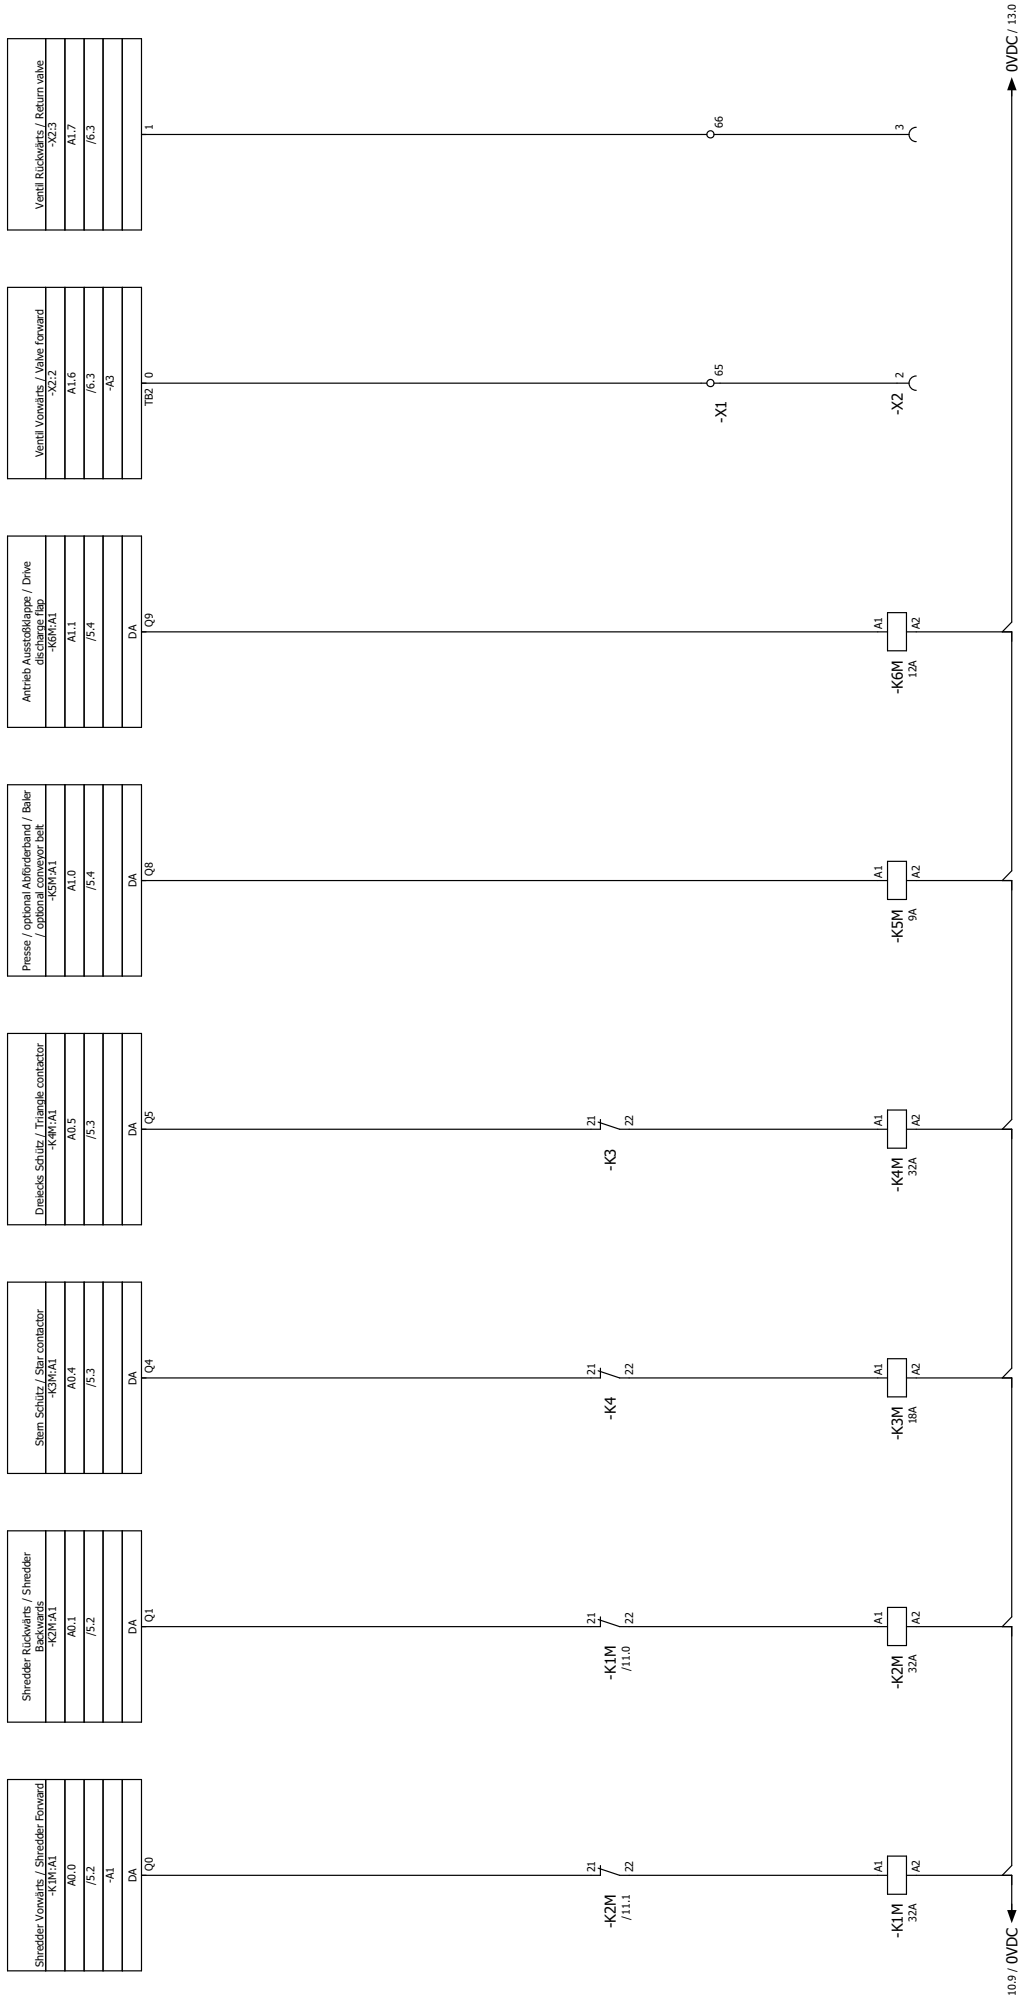 Shredder Vorwärts / Shredder Forward
-K1M:A1
A0.0
/5.2
-A1
DA
Q0
21
22
-K2M
/11.1
A1
A2
-K1M
32A
10.9 / 0VDC
Shredder Rückwärts / Shredder
Backwards
-K2M:A1
A0.1
/5.2
DA
Q1
21
22
-K1M
/11.0
A1
A2
-K2M
32A
Stern Schütz / Star contactor
-K3M:A1
A0.4
/5.3
DA
Q4
21
22
-K4
A1
A2
-K3M
18A
Dreiecks Schütz / Triangle contactor
-K4M:A1
A0.5
/5.3
DA
Q5
21
22
-K3
A1
A2
-K4M
32A
Presse / optional Abförderband / Baler
/ optional conveyor belt
-K5M:A1
A1.0
/5.4
DA
Q8
A1
A2
-K5M
9A
Antrieb Ausstoßklappe / Drive
discharge flap
-K6M:A1
A1.1
/5.4
DA
Q9
A1
A2
-K6M
12A
Ventil Vorwärts / Valve forward
-X2:2
A1.6
/6.3
-A3
TB2 0
65
-X1
2
-X2
Ventil Rückwärts / Return valve
-X2:3
A1.7
/6.3
1
66
3
0VDC / 13.0